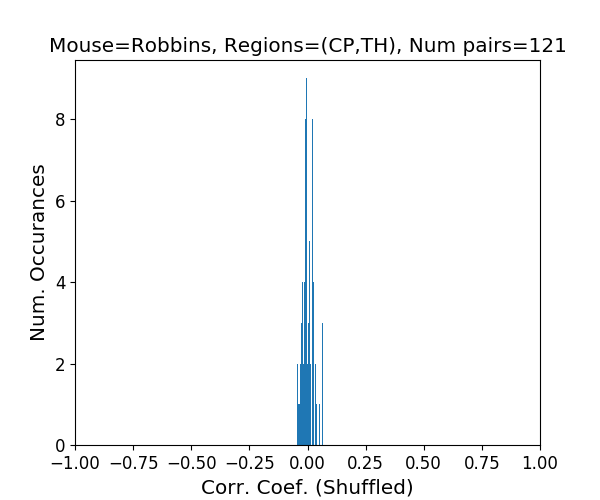 Mouse=Robbins, Regions=(CP,TH), Num pairs=121
Num. Occurances
8
6
4
2
0
−1.00 −0.75 −0.50 −0.25 0.00 0.25 0.50 0.75 1.00
Corr. Coef. (Shuffled)